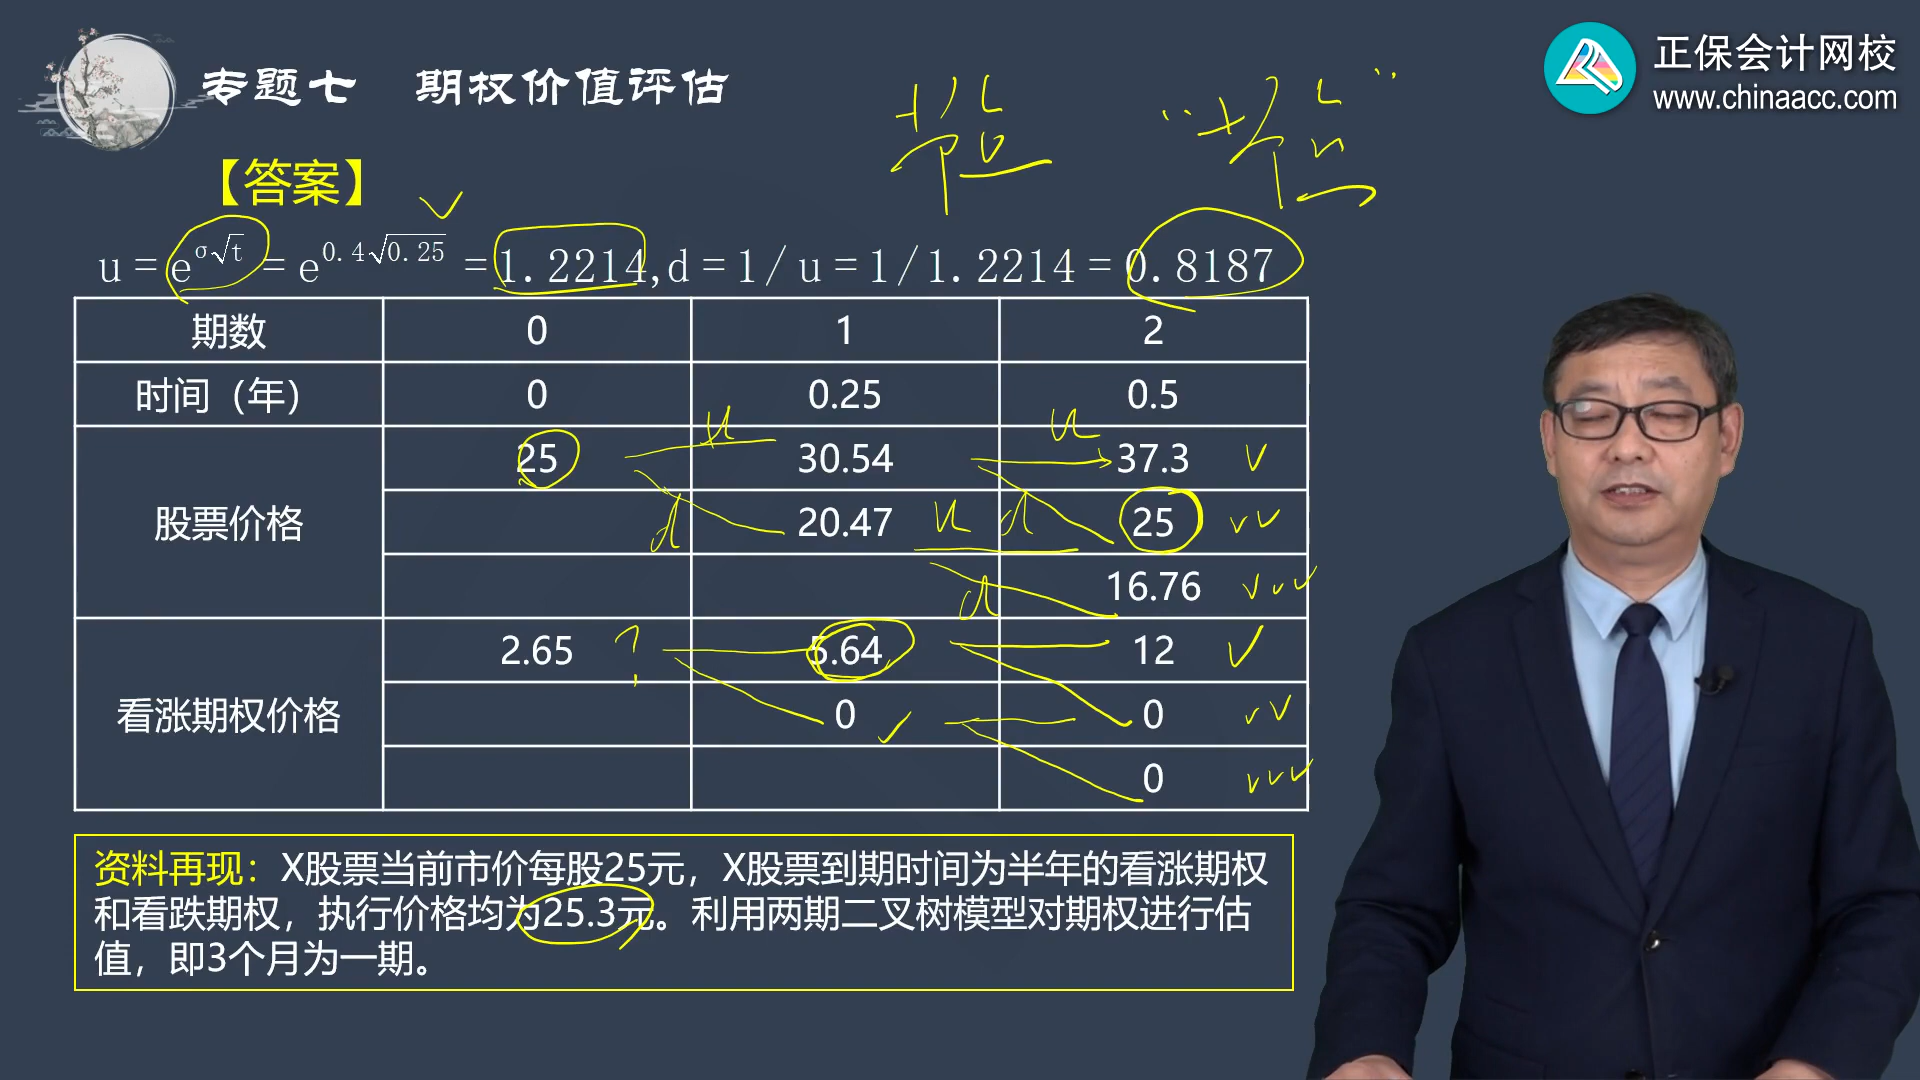 专题七 期权价值评估
正保会计网校
www.chinaacc.com
【答案】
u=e^σ√t=e^0.4√0.25=1.2214,d=1/u=1/1.2214=0.8187
期数 0 1 2
时间（年） 0 0.25 0.5
股票价格 25 30.54 37.3
20.47 25
16.76
看涨期权价格 2.65 5.64 12
0 0
0
u u
d u d
d
?
资料再现：X股票当前市价每股25元，X股票到期时间为半年的看涨期权
和看跌期权，执行价格均为25.3元。利用两期二叉树模型对期权进行估
值，即3个月为一期。